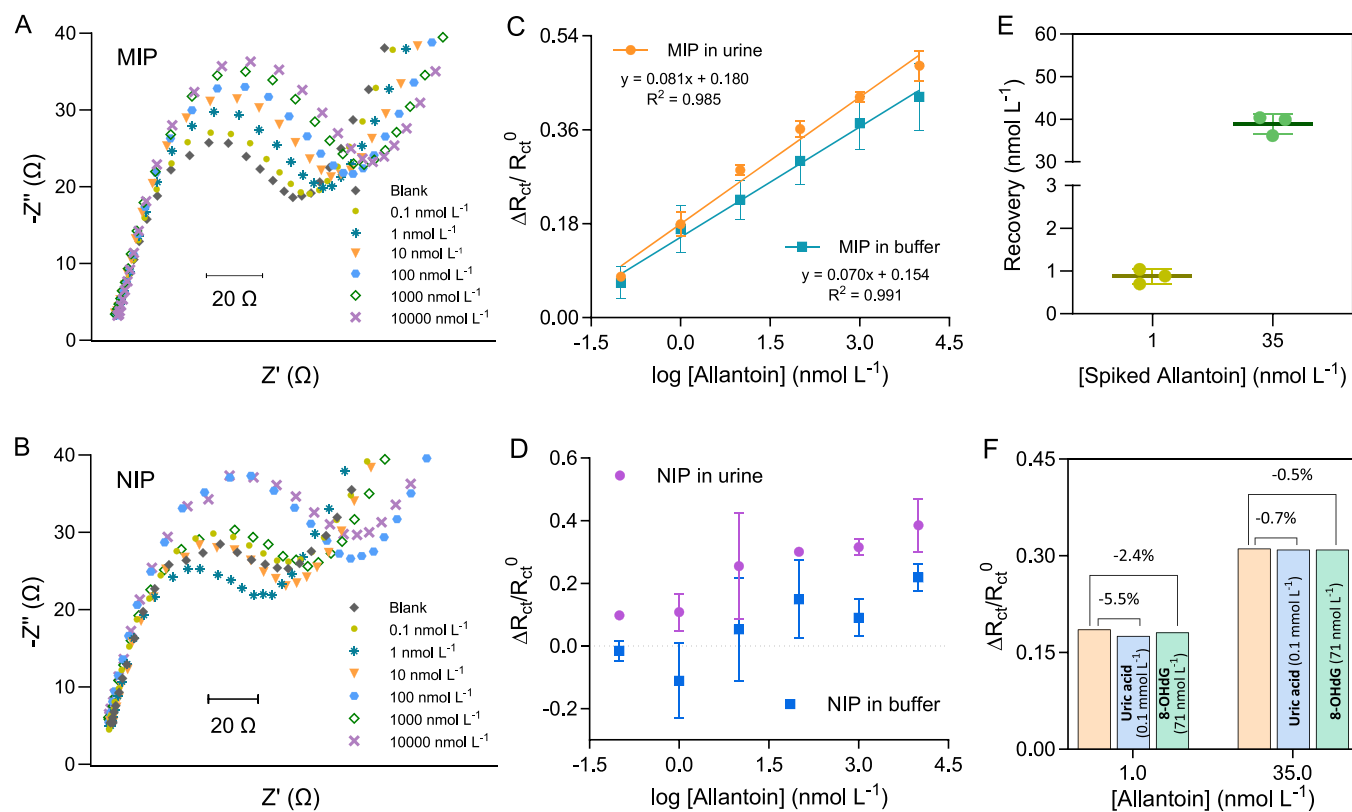 A
MIP
40
30
20
10
0
-Z″ (Ω)
Z' (Ω)
20 Ω
Blank
0.1 nmol L⁻¹
1 nmol L⁻¹
10 nmol L⁻¹
100 nmol L⁻¹
1000 nmol L⁻¹
10000 nmol L⁻¹
C
0.54
0.36
0.18
0.00
ΔRct/ Rct⁰
MIP in urine
y = 0.081x + 0.180
R² = 0.985
MIP in buffer
y = 0.070x + 0.154
R² = 0.991
-1.5
0.0
1.5
3.0
4.5
log [Allantoin] (nmol L⁻¹)
E
60
50
40
30
3
2
1
0
Recovery (nmol L⁻¹)
1
35
[Spiked Allantoin] (nmol L⁻¹)
B
NIP
40
30
20
10
0
-Z″ (Ω)
Z' (Ω)
20 Ω
Blank
0.1 nmol L⁻¹
1 nmol L⁻¹
10 nmol L⁻¹
100 nmol L⁻¹
1000 nmol L⁻¹
10000 nmol L⁻¹
D
0.6
0.4
0.2
0.0
-0.2
ΔRct/Rct⁰
NIP in urine
NIP in buffer
-1.5
0.0
1.5
3.0
4.5
log [Allantoin] (nmol L⁻¹)
F
0.45
0.30
0.15
0.00
ΔRct/Rct⁰
-2.4%
-5.5%
-0.5%
-0.7%
Uric acid
(0.1 mmol L⁻¹)
8-OHdG
(71 nmol L⁻¹)
Uric acid (0.1 mmol L⁻¹)
8-OHdG (71 nmol L⁻¹)
1.0
35.0
[Allantoin] (nmol L⁻¹)